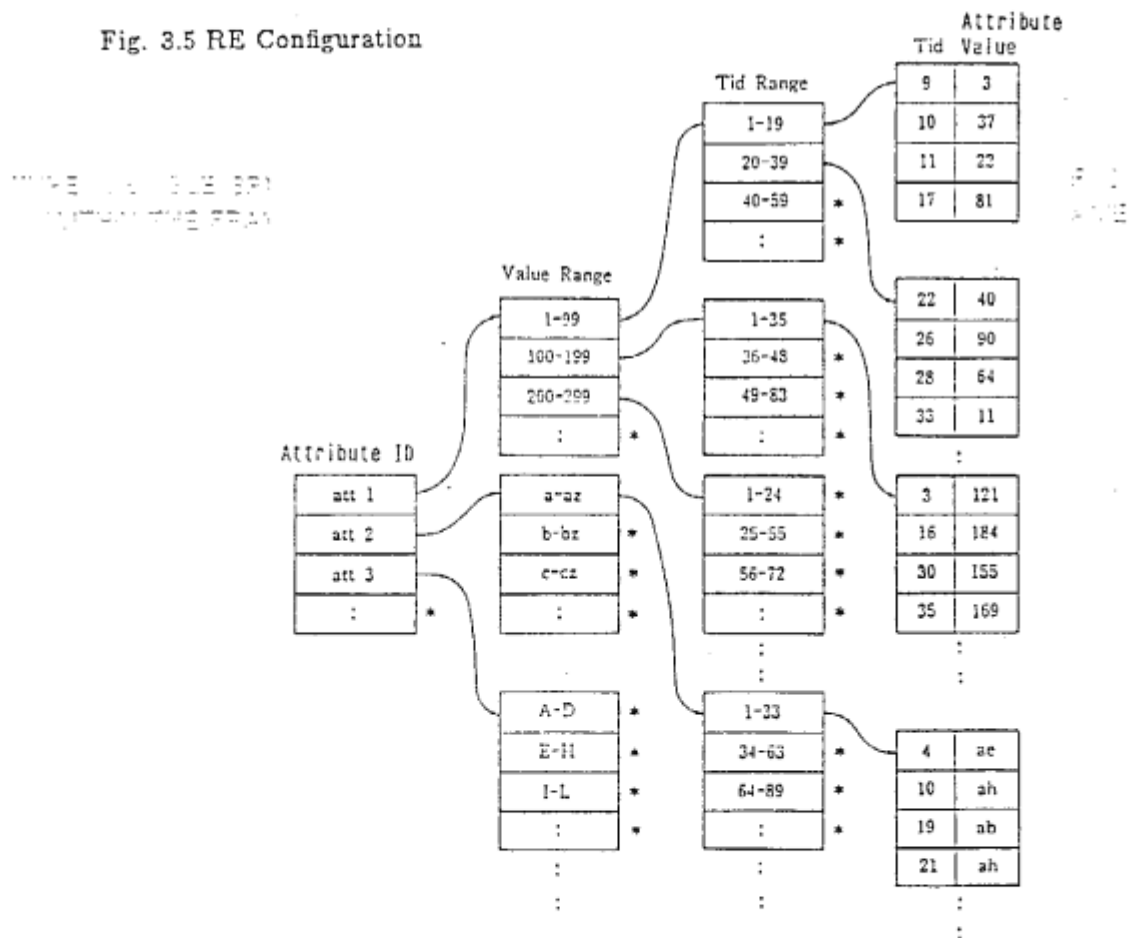 Fig. 3.5 RE Configuration
Attribute
Tid Value
9 3
10 37
11 22
17 81
Tid Range
1-19
20-39
40-59 *
: *
22 40
26 90
28 64
33 11
:
Value Range
1-99
100-199
200-299
: *
1-35
36-48 *
49-83 *
: *
Attribute ID
att 1
att 2
att 3
: *
a-az
b-bz *
c-cz *
: *
1-24 *
25-55 *
56-72 *
: *
:
:
3 121
16 184
30 155
35 169
:
:
A-D *
E-H *
I-L *
: *
:
:
1-33
34-63 *
64-89 *
: *
:
:
4 ae
10 ah
19 ab
21 ah
:
: